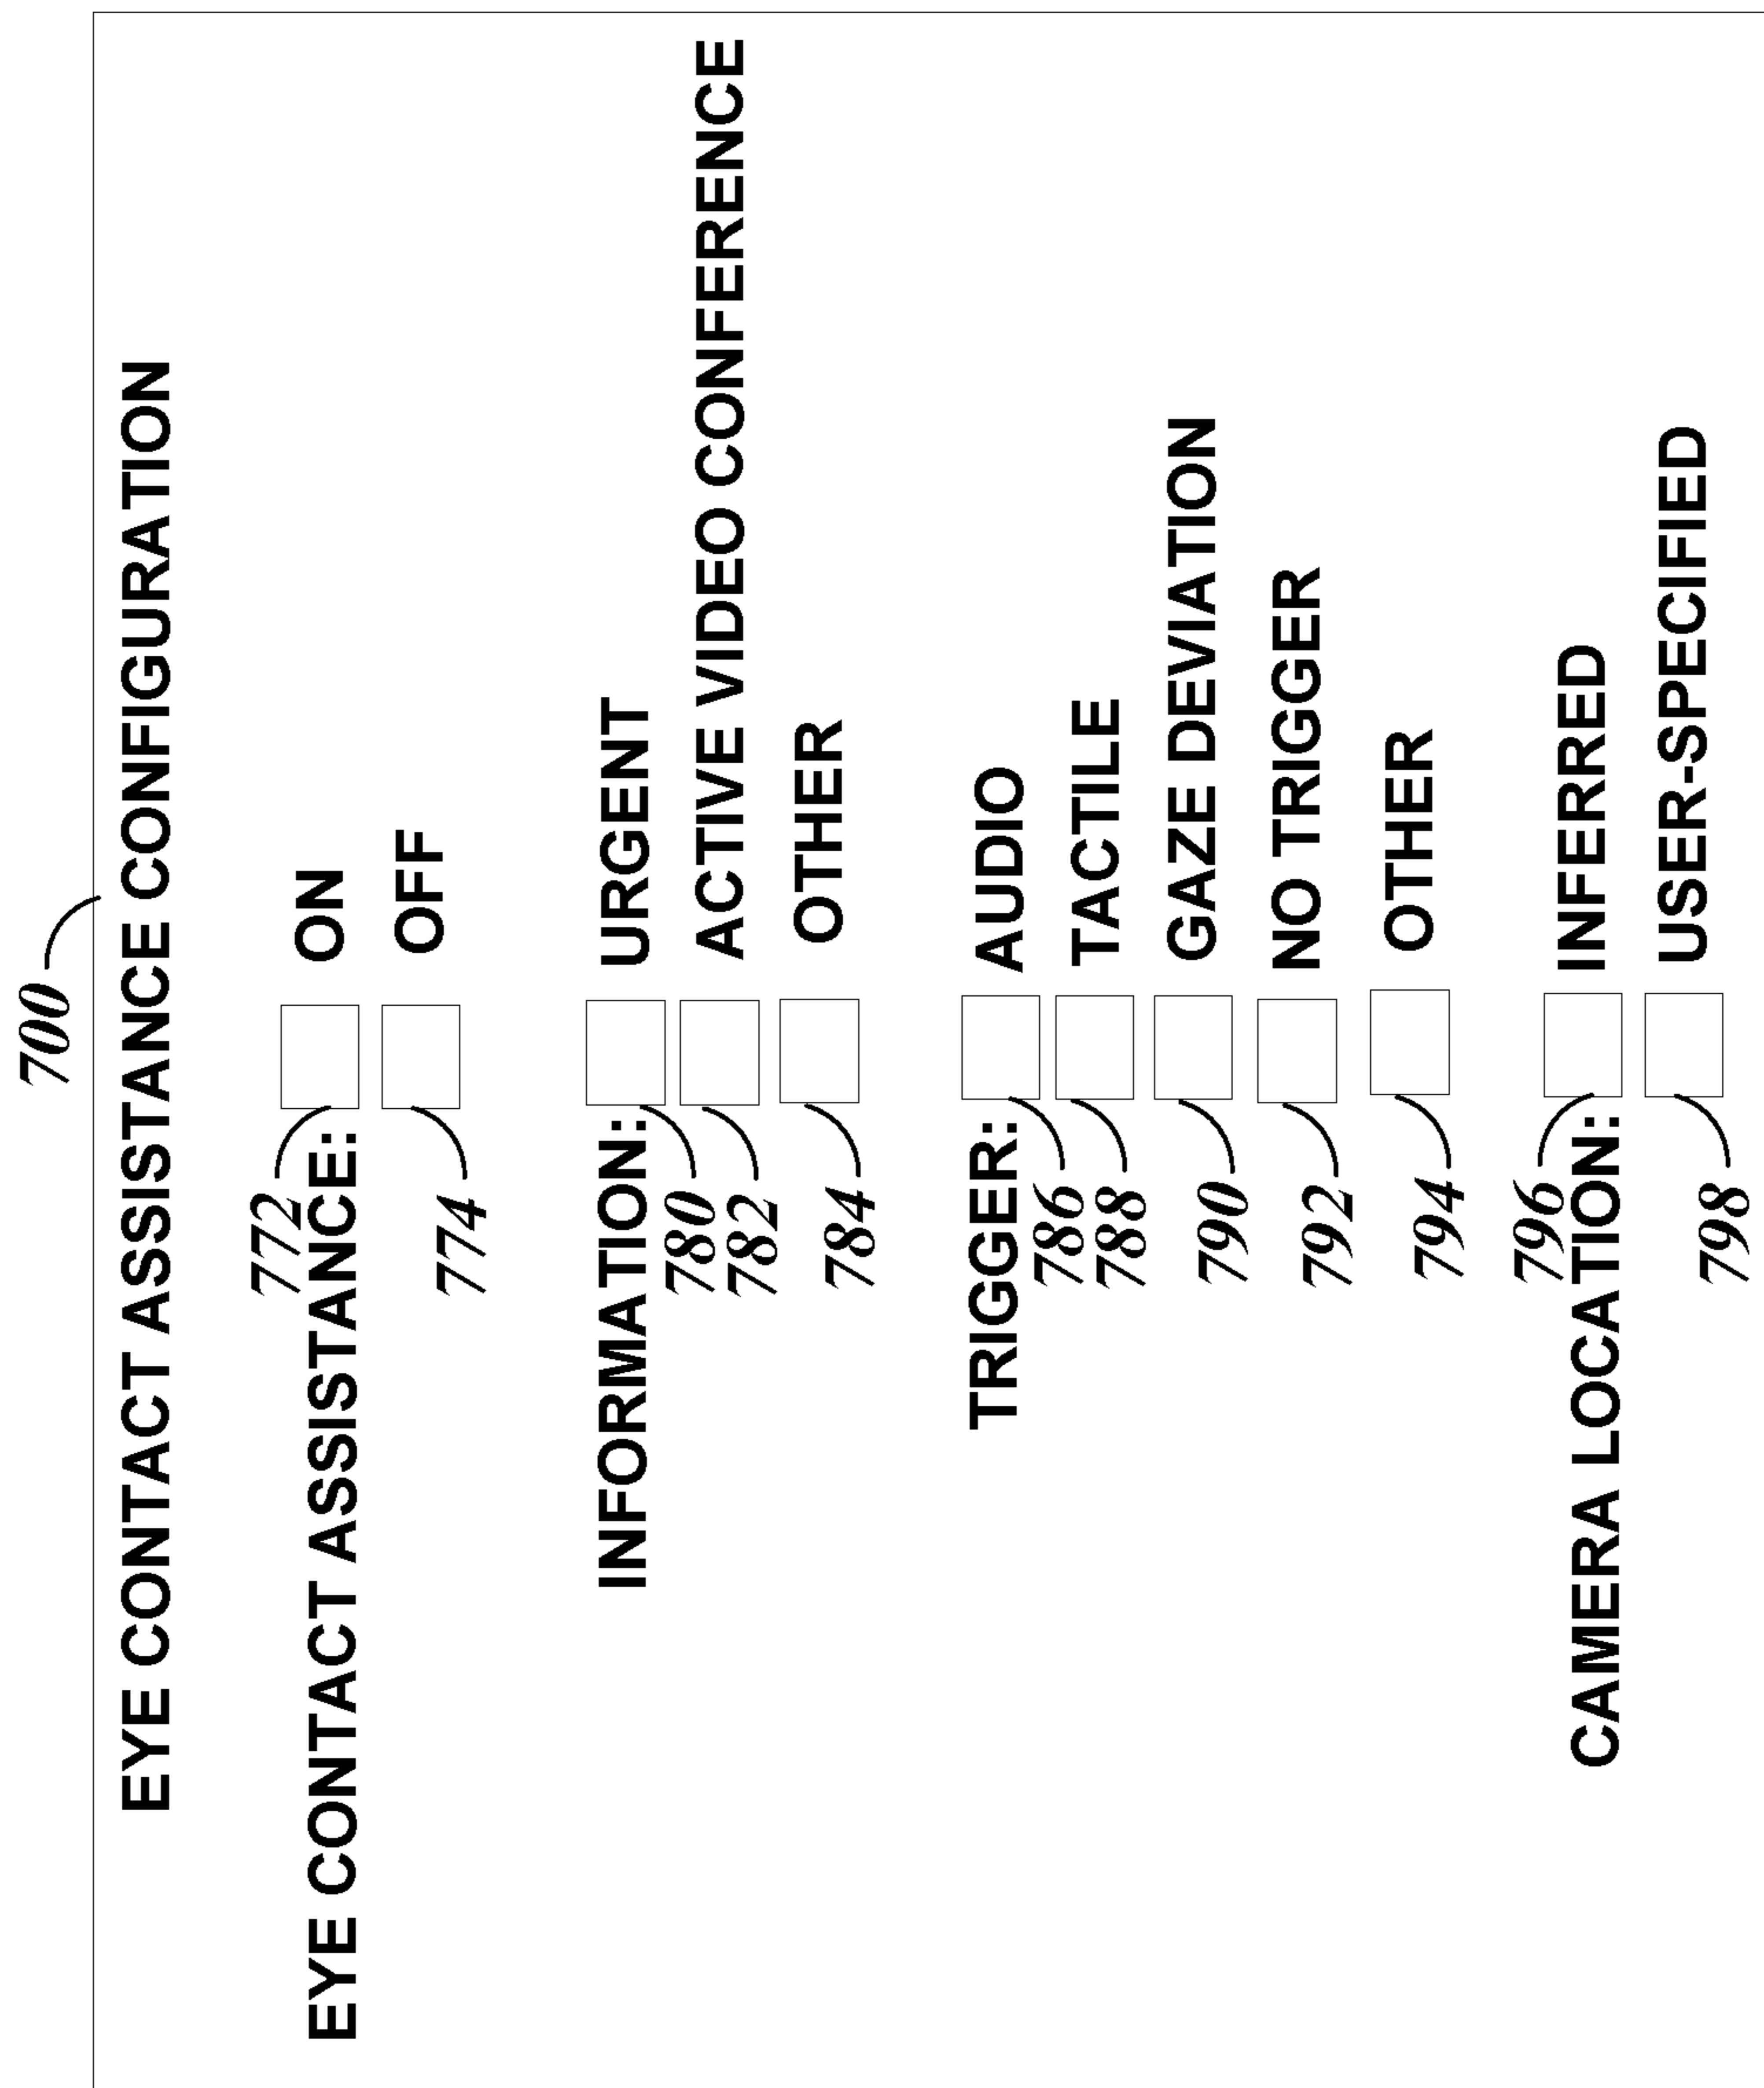 700
EYE CONTACT ASSISTANCE CONFIGURATION
772
EYE CONTACT ASSISTANCE: ON
774 OFF
INFORMATION: URGENT
780
782 ACTIVE VIDEO CONFERENCE
784 OTHER
TRIGGER: AUDIO
786
788 TACTILE
790 GAZE DEVIATION
792 NO TRIGGER
794 OTHER
796
CAMERA LOCATION: INFERRED
798 USER-SPECIFIED